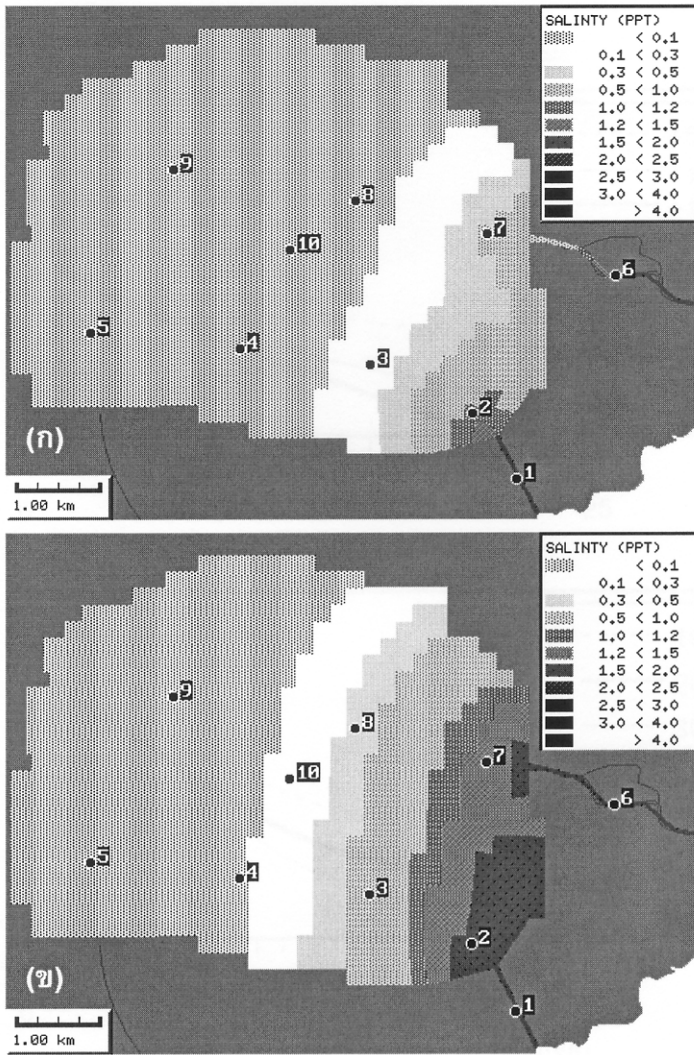 SALINTY (PPT)
< 0.1
0.1 < 0.3
0.3 < 0.5
0.5 < 1.0
1.0 < 1.2
1.2 < 1.5
1.5 < 2.0
2.0 < 2.5
2.5 < 3.0
3.0 < 4.0
> 4.0
9
8
7
10
6
5
4
3
2
(ก)
1
1.00 km
SALINTY (PPT)
< 0.1
0.1 < 0.3
0.3 < 0.5
0.5 < 1.0
1.0 < 1.2
1.2 < 1.5
1.5 < 2.0
2.0 < 2.5
2.5 < 3.0
3.0 < 4.0
> 4.0
9
8
7
10
6
5
4
3
2
(ข)
1
1.00 km